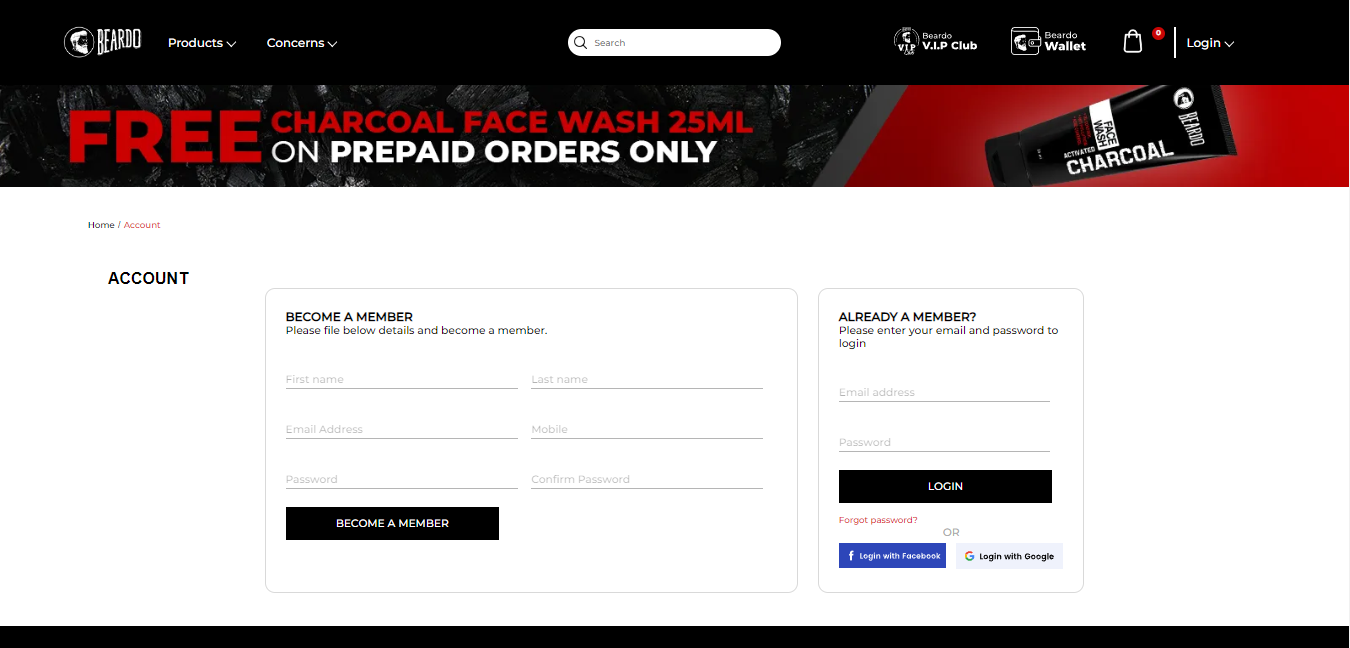 BEARDO
Products
Concerns
Search
V.I.P
Beardo
V.I.P Club
Beardo
Wallet
0
Login
FREE
CHARCOAL FACE WASH 25ML
ON PREPAID ORDERS ONLY
BEARDO
FACE
WASH
ACTIVATED
CHARCOAL
Home / Account
ACCOUNT
BECOME A MEMBER
Please file below details and become a member.
First name
Last name
Email Address
Mobile
Password
Confirm Password
BECOME A MEMBER
ALREADY A MEMBER?
Please enter your email and password to
login
Email address
Password
LOGIN
Forgot password?
OR
f Login with Facebook
G Login with Google